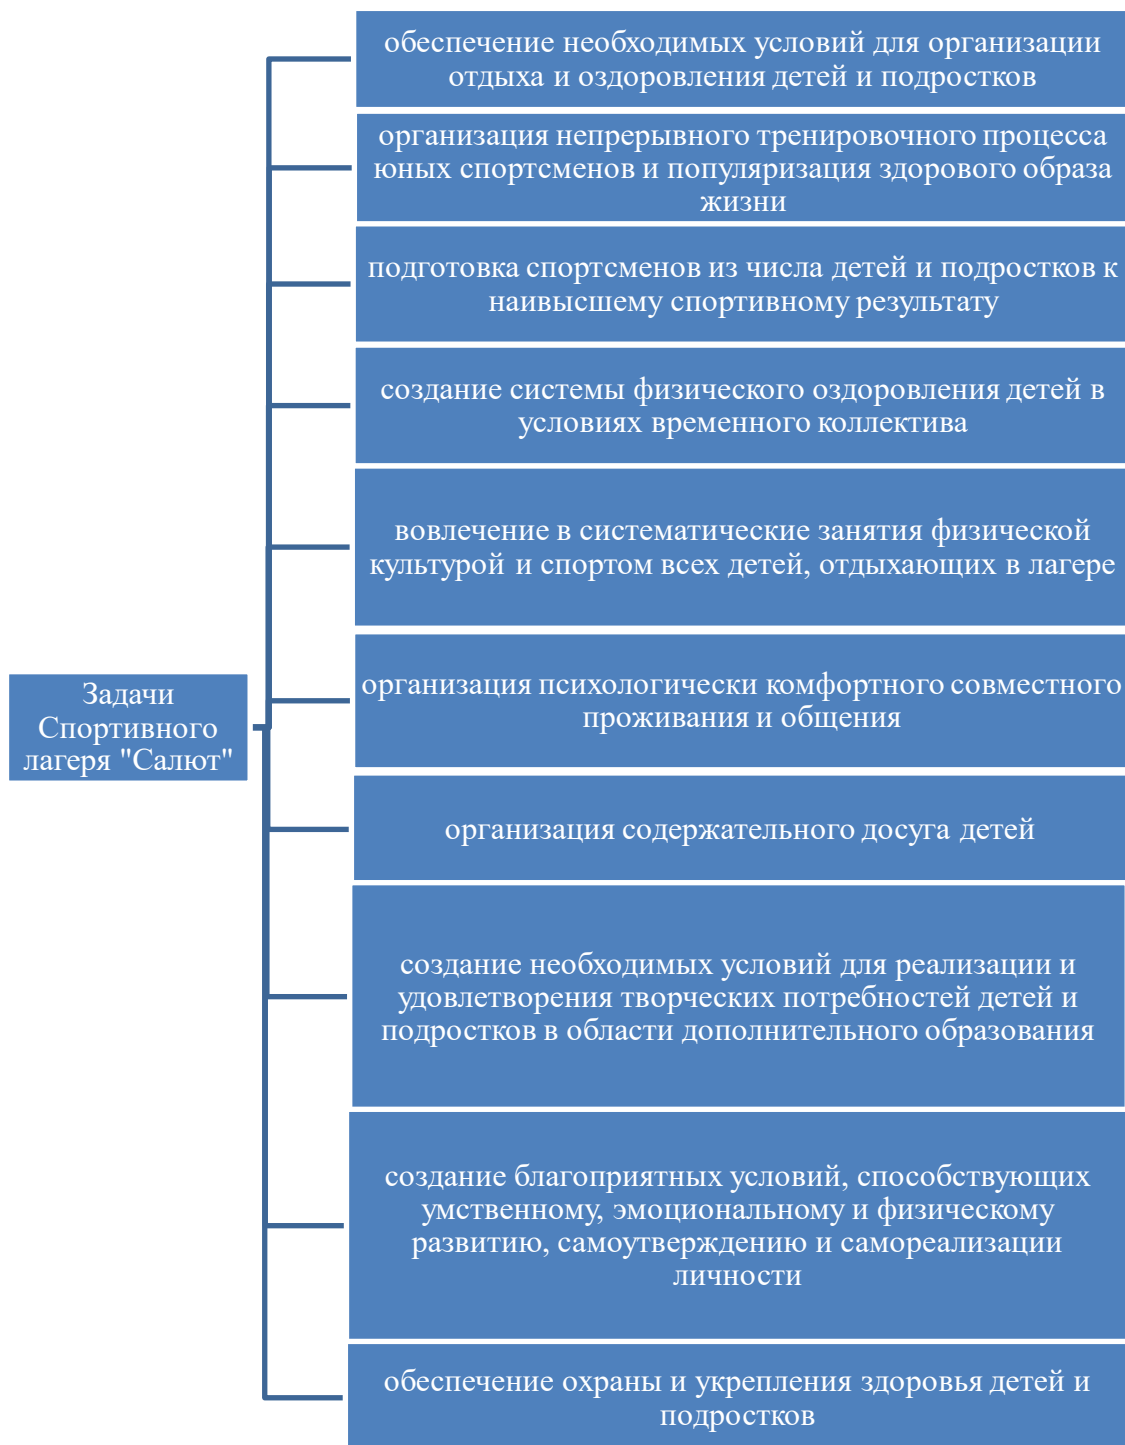 обеспечение необходимых условий для организации
отдыха и оздоровления детей и подростков
организация непрерывного тренировочного процесса
юных спортсменов и популяризация здорового образа
жизни
подготовка спортсменов из числа детей и подростков к
наивысшему спортивному результату
создание системы физического оздоровления детей в
условиях временного коллектива
вовлечение в систематические занятия физической
культурой и спортом всех детей, отдыхающих в лагере
Задачи
Спортивного
лагеря "Салют"
организация психологически комфортного совместного
проживания и общения
организация содержательного досуга детей
создание необходимых условий для реализации и
удовлетворения творческих потребностей детей и
подростков в области дополнительного образования
создание благоприятных условий, способствующих
умственному, эмоциональному и физическому
развитию, самоутверждению и самореализации
личности
обеспечение охраны и укрепления здоровья детей и
подростков